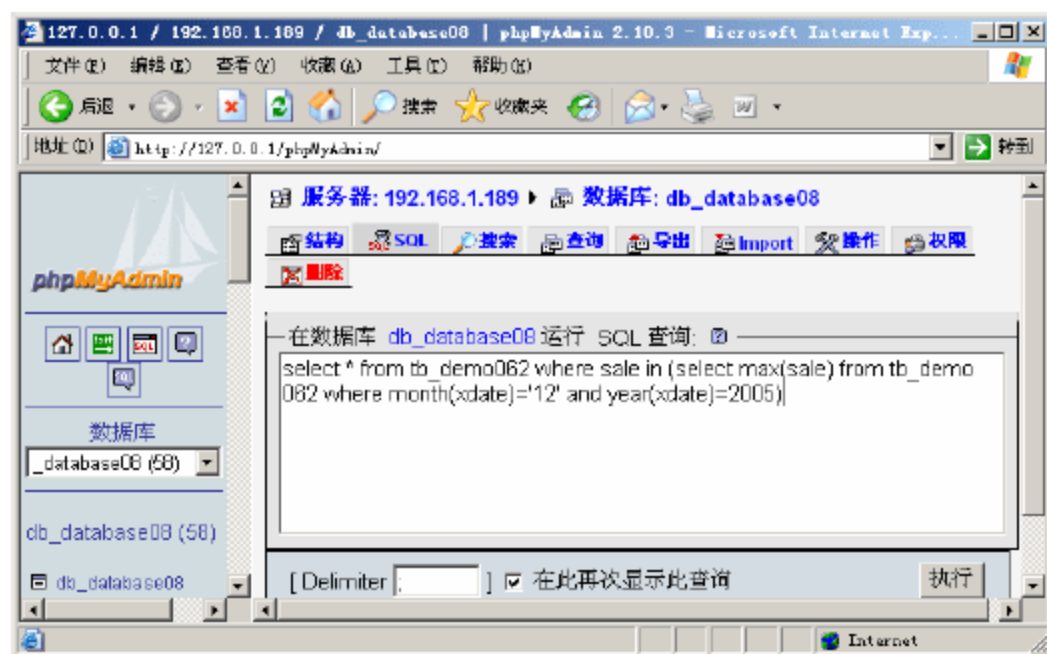 127.0.0.1 / 192.168.1.189 / db_database08 | phpMyAdmin 2.10.3 - Microsoft Internet Exp...
文件(F) 编辑(E) 查看(V) 收藏(A) 工具(T) 帮助(H)
后退 搜索 收藏夹
地址(D) http://127.0.0.1/phpMyAdmin/ 转到
phpMyAdmin
SQL
数据库
_database08 (58)
db_database08 (58)
db_database08
服务器: 192.168.1.189 数据库: db_database08
结构 SQL 搜索 查询 导出 Import 操作 权限
删除
在数据库 db_database08 运行 SQL 查询:
select * from tb_demo062 where sale in (select max(sale) from tb_demo
062 where month(xdate)='12' and year(xdate)=2005)
[ Delimiter ; ] 在此再次显示此查询 执行
Internet